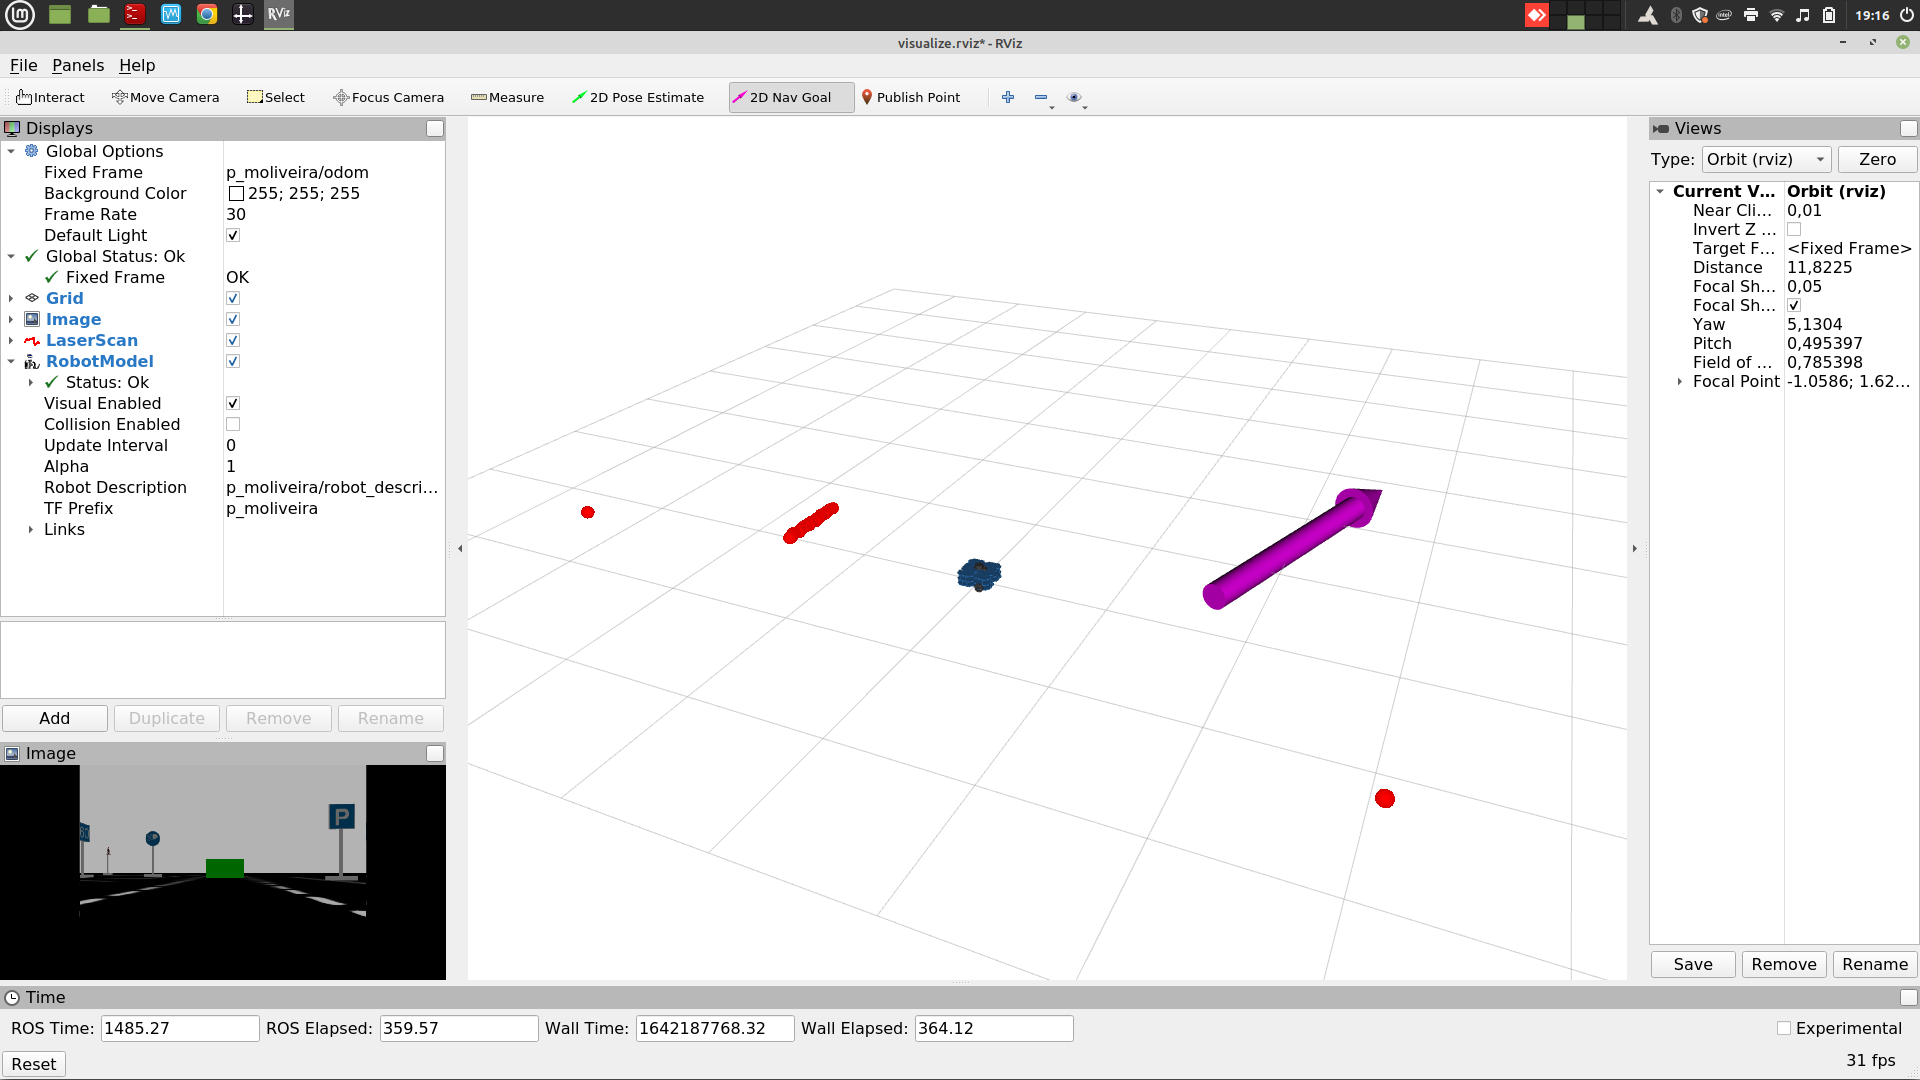 RViz
19:16
visualize.rviz* - RViz
File Panels Help
Interact Move Camera Select Focus Camera Measure 2D Pose Estimate 2D Nav Goal Publish Point
Displays
Global Options
Fixed Frame p_moliveira/odom
Background Color 255; 255; 255
Frame Rate 30
Default Light
Global Status: Ok
Fixed Frame OK
Grid
Image
LaserScan
RobotModel
Status: Ok
Visual Enabled
Collision Enabled
Update Interval 0
Alpha 1
Robot Description p_moliveira/robot_descri...
TF Prefix p_moliveira
Links
Add Duplicate Remove Rename
Image
P
Views
Type: Orbit (rviz) Zero
Current V... Orbit (rviz)
Near Cli... 0,01
Invert Z ...
Target F... <Fixed Frame>
Distance 11,8225
Focal Sh... 0,05
Focal Sh...
Yaw 5,1304
Pitch 0,495397
Field of ... 0,785398
Focal Point -1.0586; 1.62...
Save Remove Rename
Time
ROS Time: 1485.27 ROS Elapsed: 359.57 Wall Time: 1642187768.32 Wall Elapsed: 364.12 Experimental
Reset 31 fps